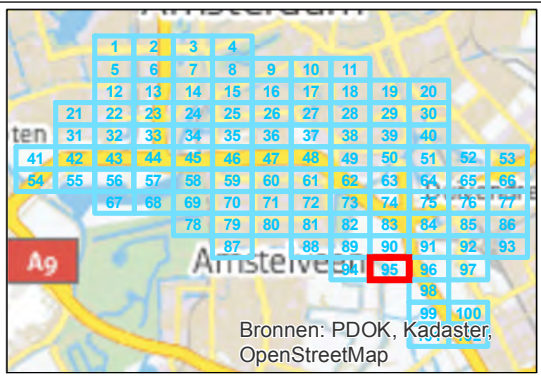 Amsterdam
1 2 3 4
5 6 7 8 9 10 11
12 13 14 15 16 17 18 19 20
21 22 23 24 25 26 27 28 29 30
ten 31 32 33 34 35 36 37 38 39 40
41 42 43 44 45 46 47 48 49 50 51 52 53
54 55 56 57 58 59 60 61 62 63 64 65 66
67 68 69 70 71 72 73 74 75 76 77
78 79 80 81 82 83 84 85 86
87 88 89 90 91 92 93
A9 Amstelveen 94 95 96 97
98
99 100
Bronnen: PDOK, Kadaster,
OpenStreetMap